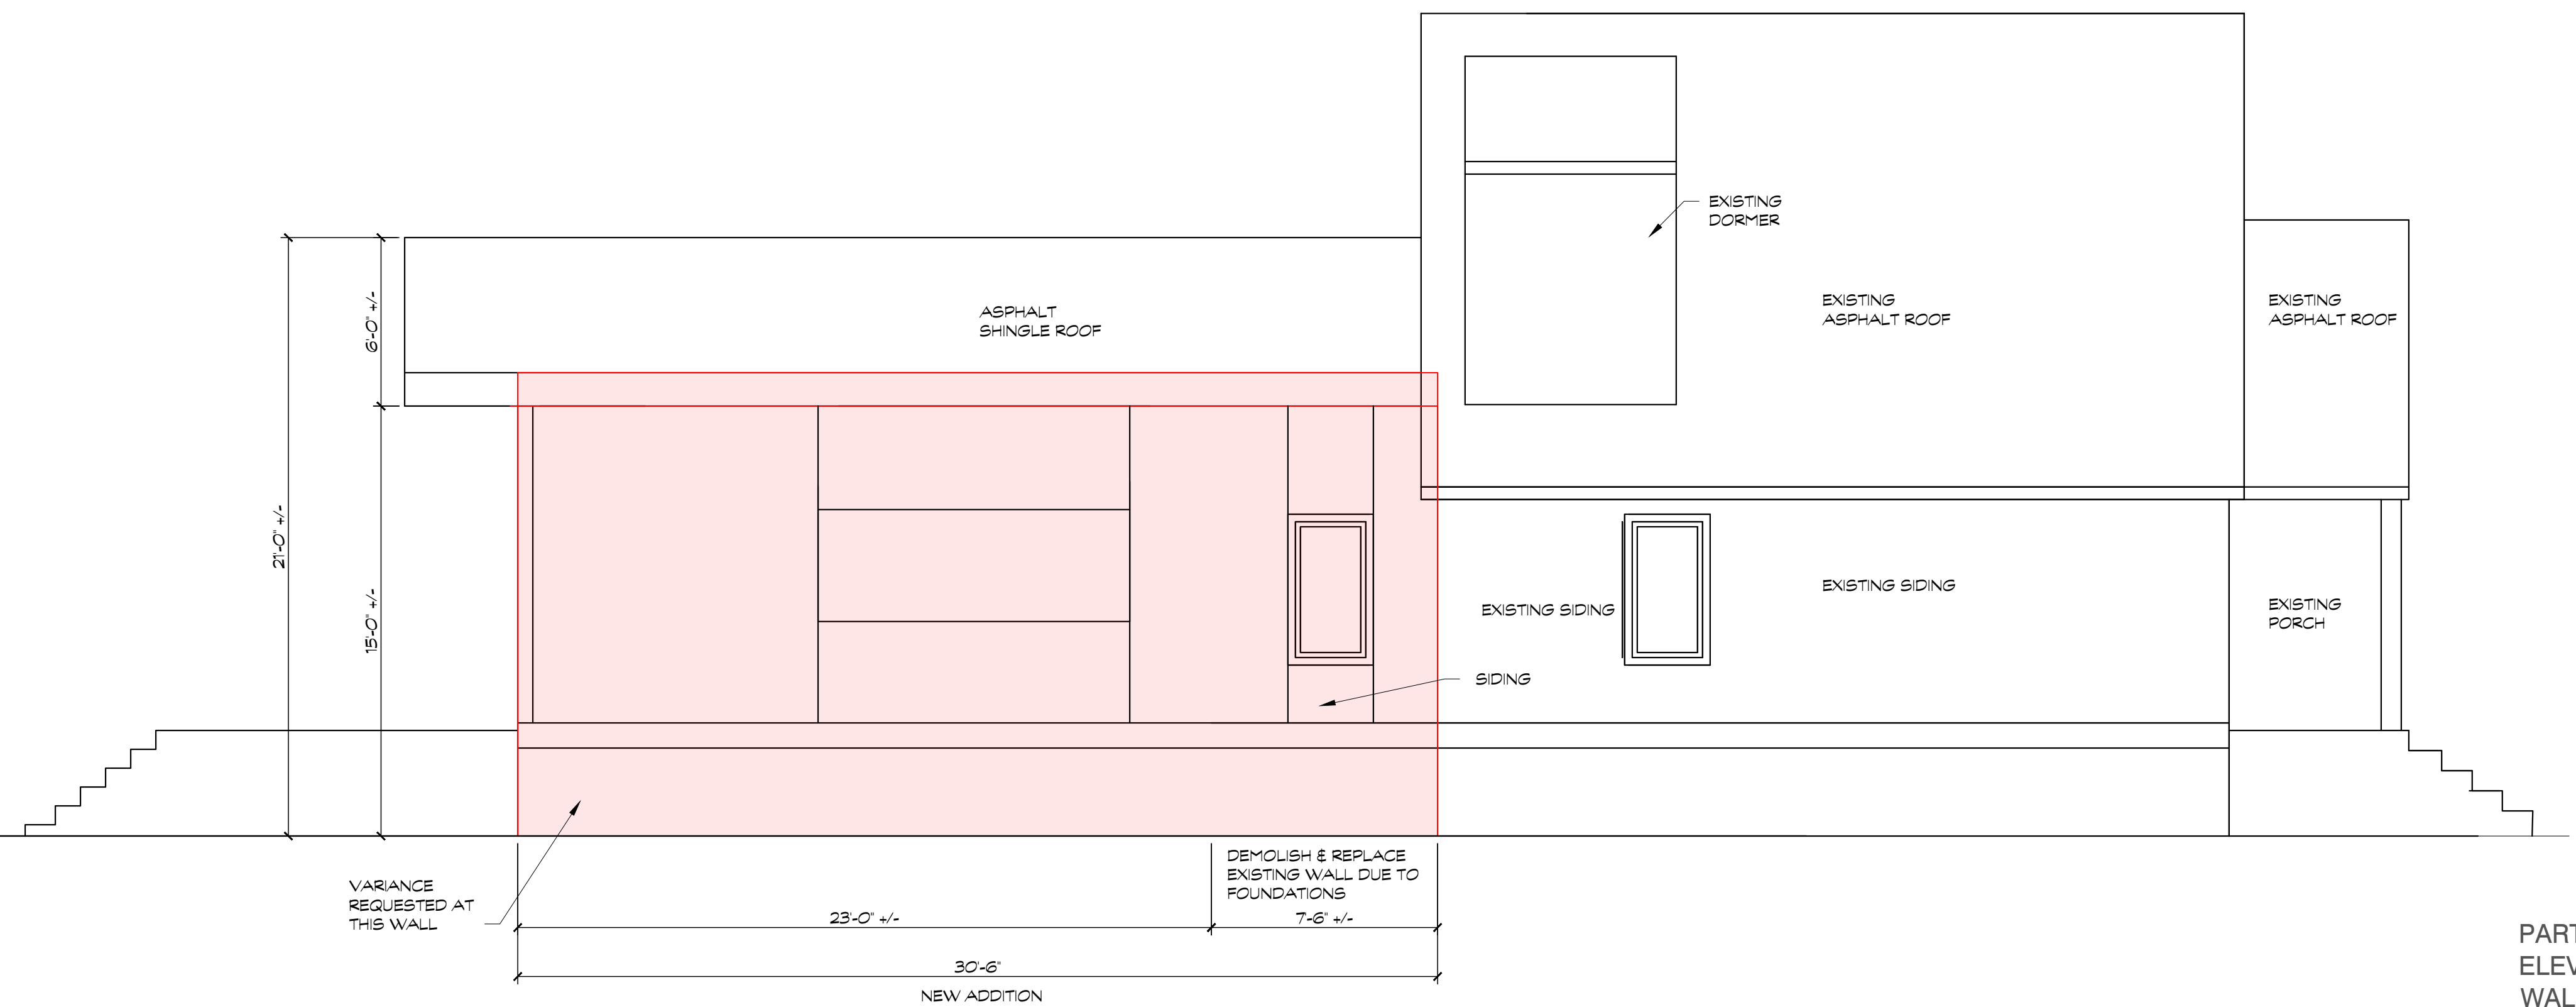 EXISTING
DORMER
EXISTING
ASPHALT ROOF
EXISTING
ASPHALT ROOF
ASPHALT
SHINGLE ROOF
6'-0" +/-
21'-0" +/-
15'-0" +/-
EXISTING SIDING
EXISTING SIDING
EXISTING
PORCH
SIDING
VARIANCE
REQUESTED AT
THIS WALL
DEMOLISH & REPLACE
EXISTING WALL DUE TO
FOUNDATIONS
23'-0" +/-
7'-6" +/-
30'-6"
NEW ADDITION